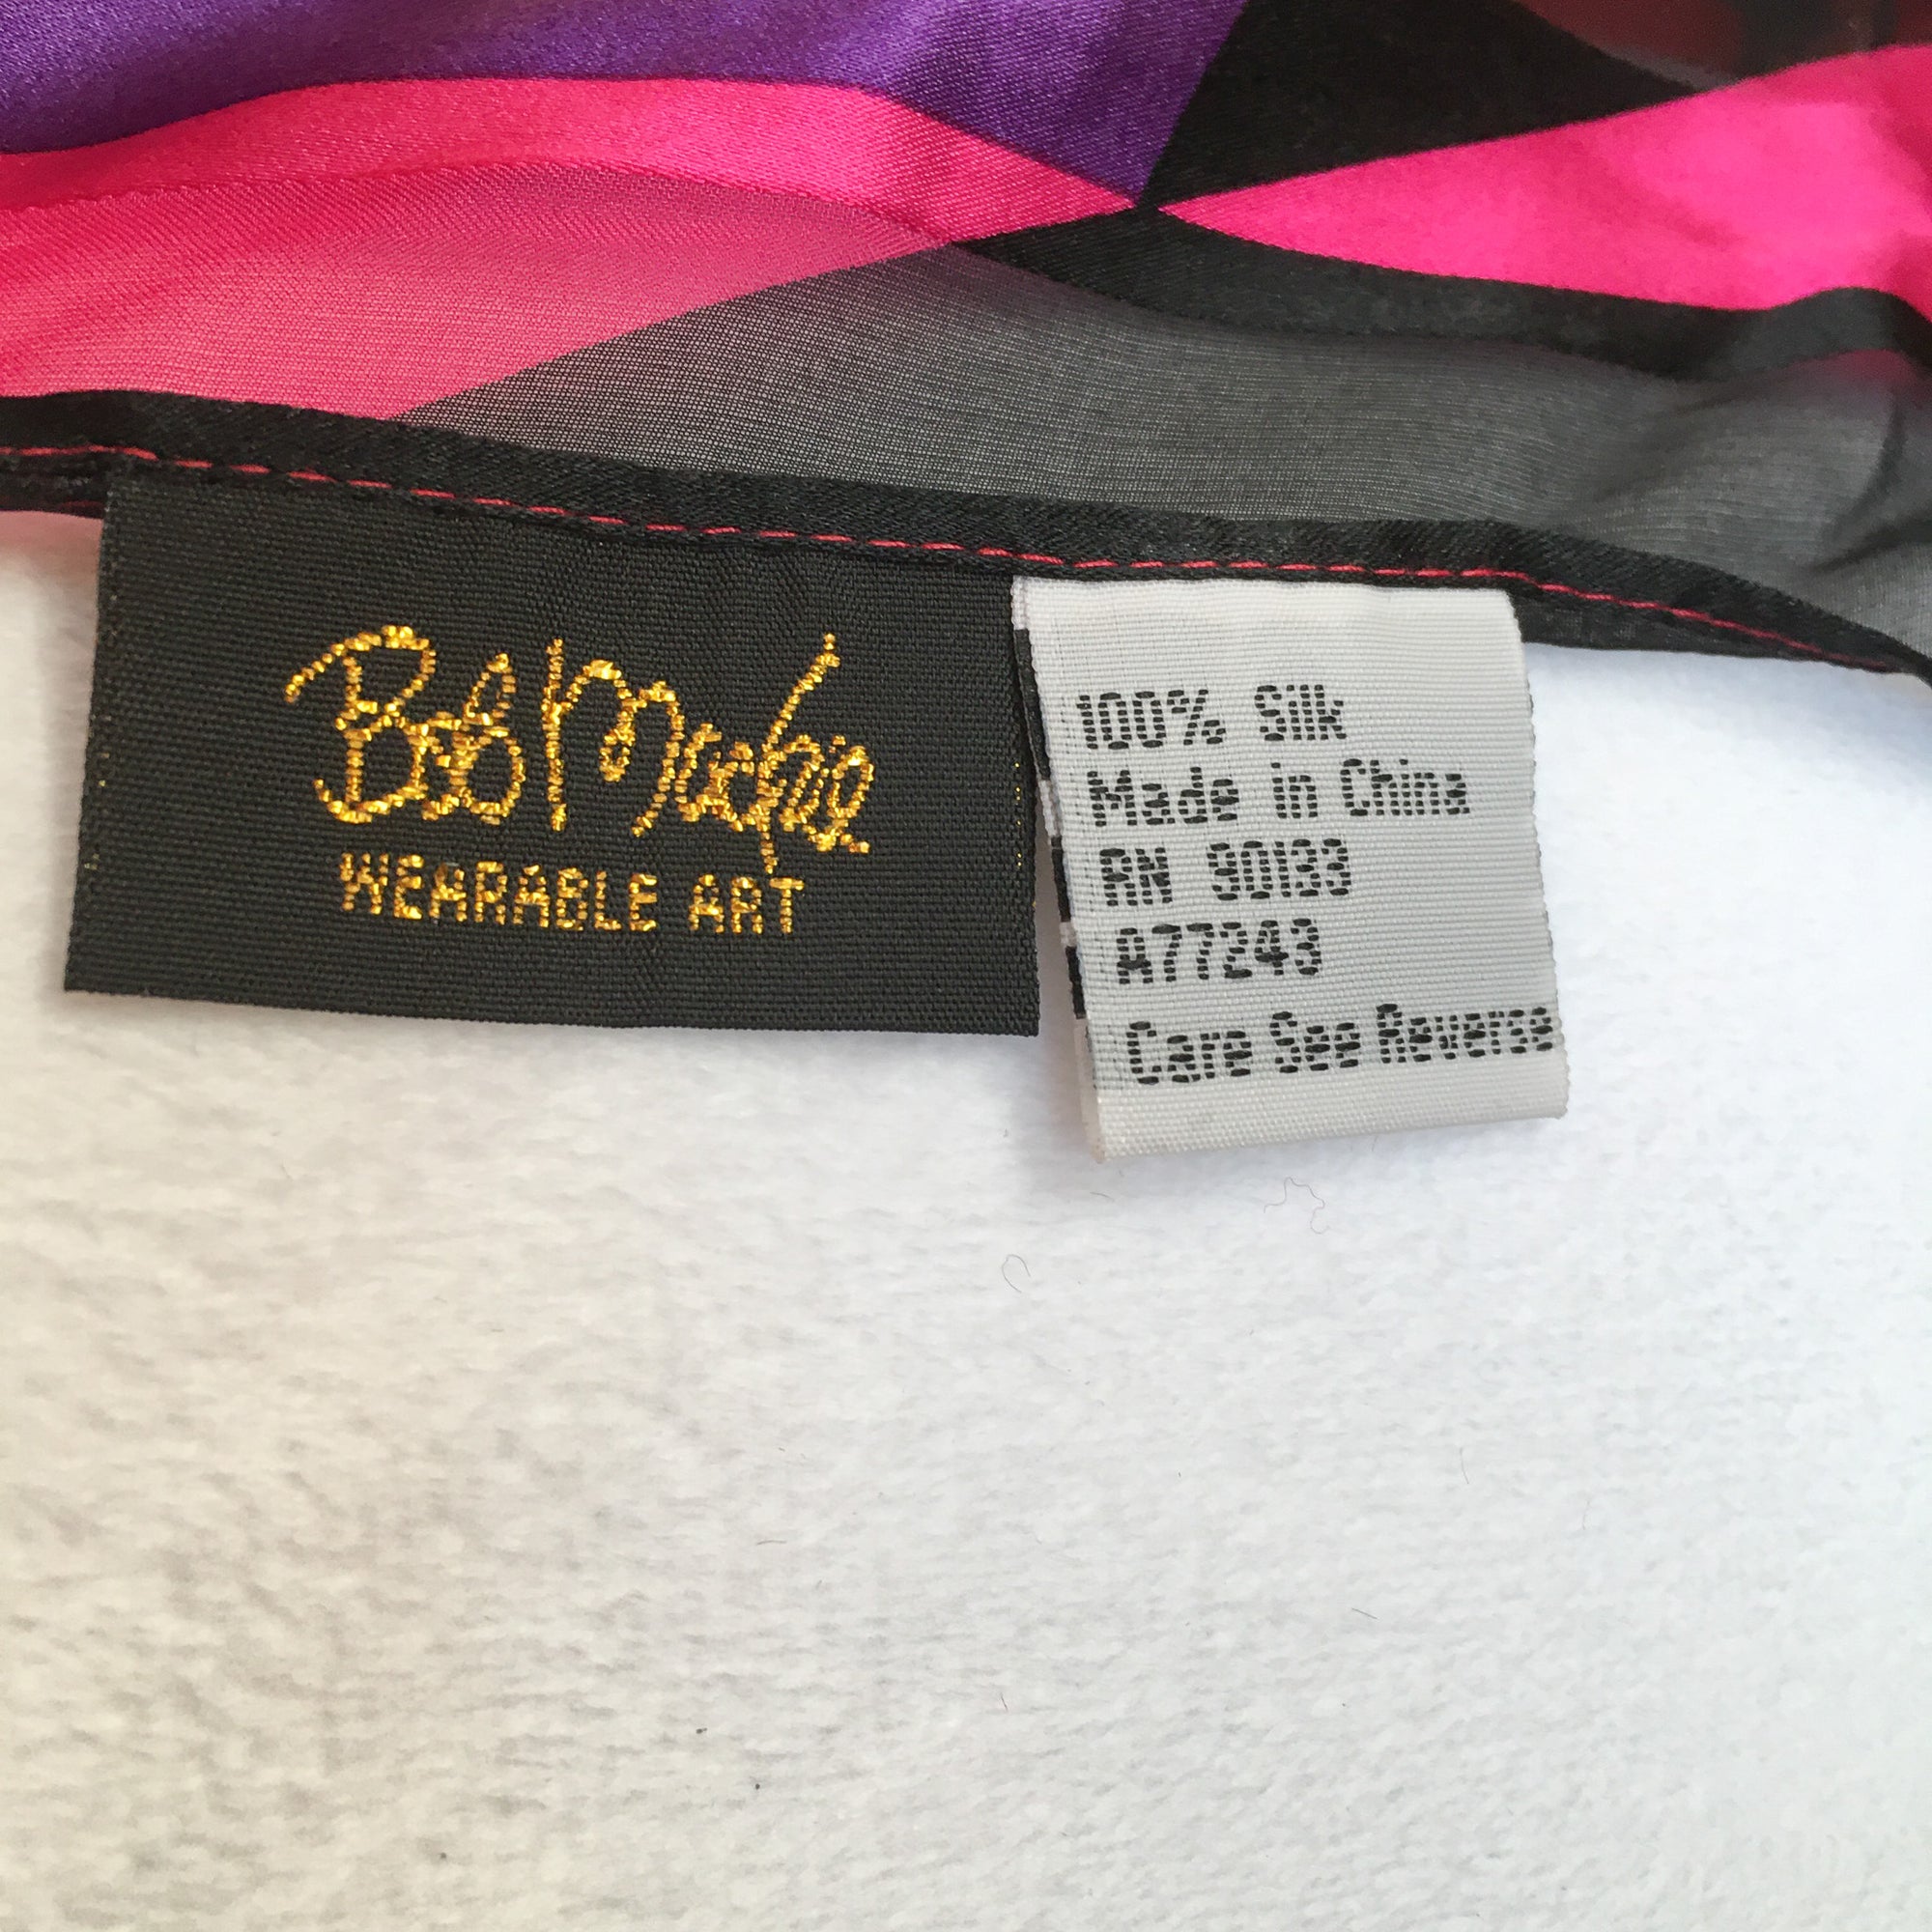 Bob Mackie
WEARABLE ART
100% Silk
Made in China
RN 90133
A77243
Care See Reverse